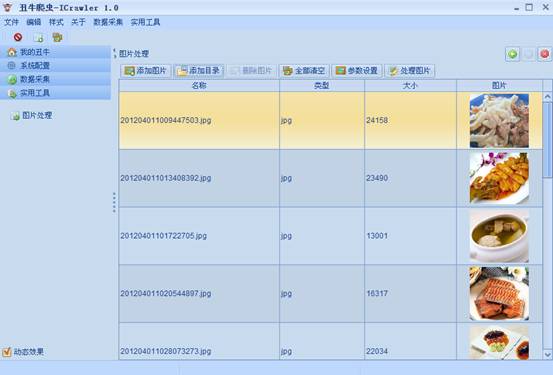 丑牛爬虫-ICrawler 1.0
文件 编辑 样式 关于 数据采集 实用工具
我的丑牛
系统配置
数据采集
实用工具
图片处理
动态效果
图片处理
添加图片 添加目录 删除图片 全部清空 参数设置 处理图片
名称 类型 大小 图片
201204011009447503.jpg jpg 24158
201204011013408392.jpg jpg 23490
20120401101722705.jpg jpg 13001
201204011020544897.jpg jpg 16317
201204011028073273.jpg jpg 22034